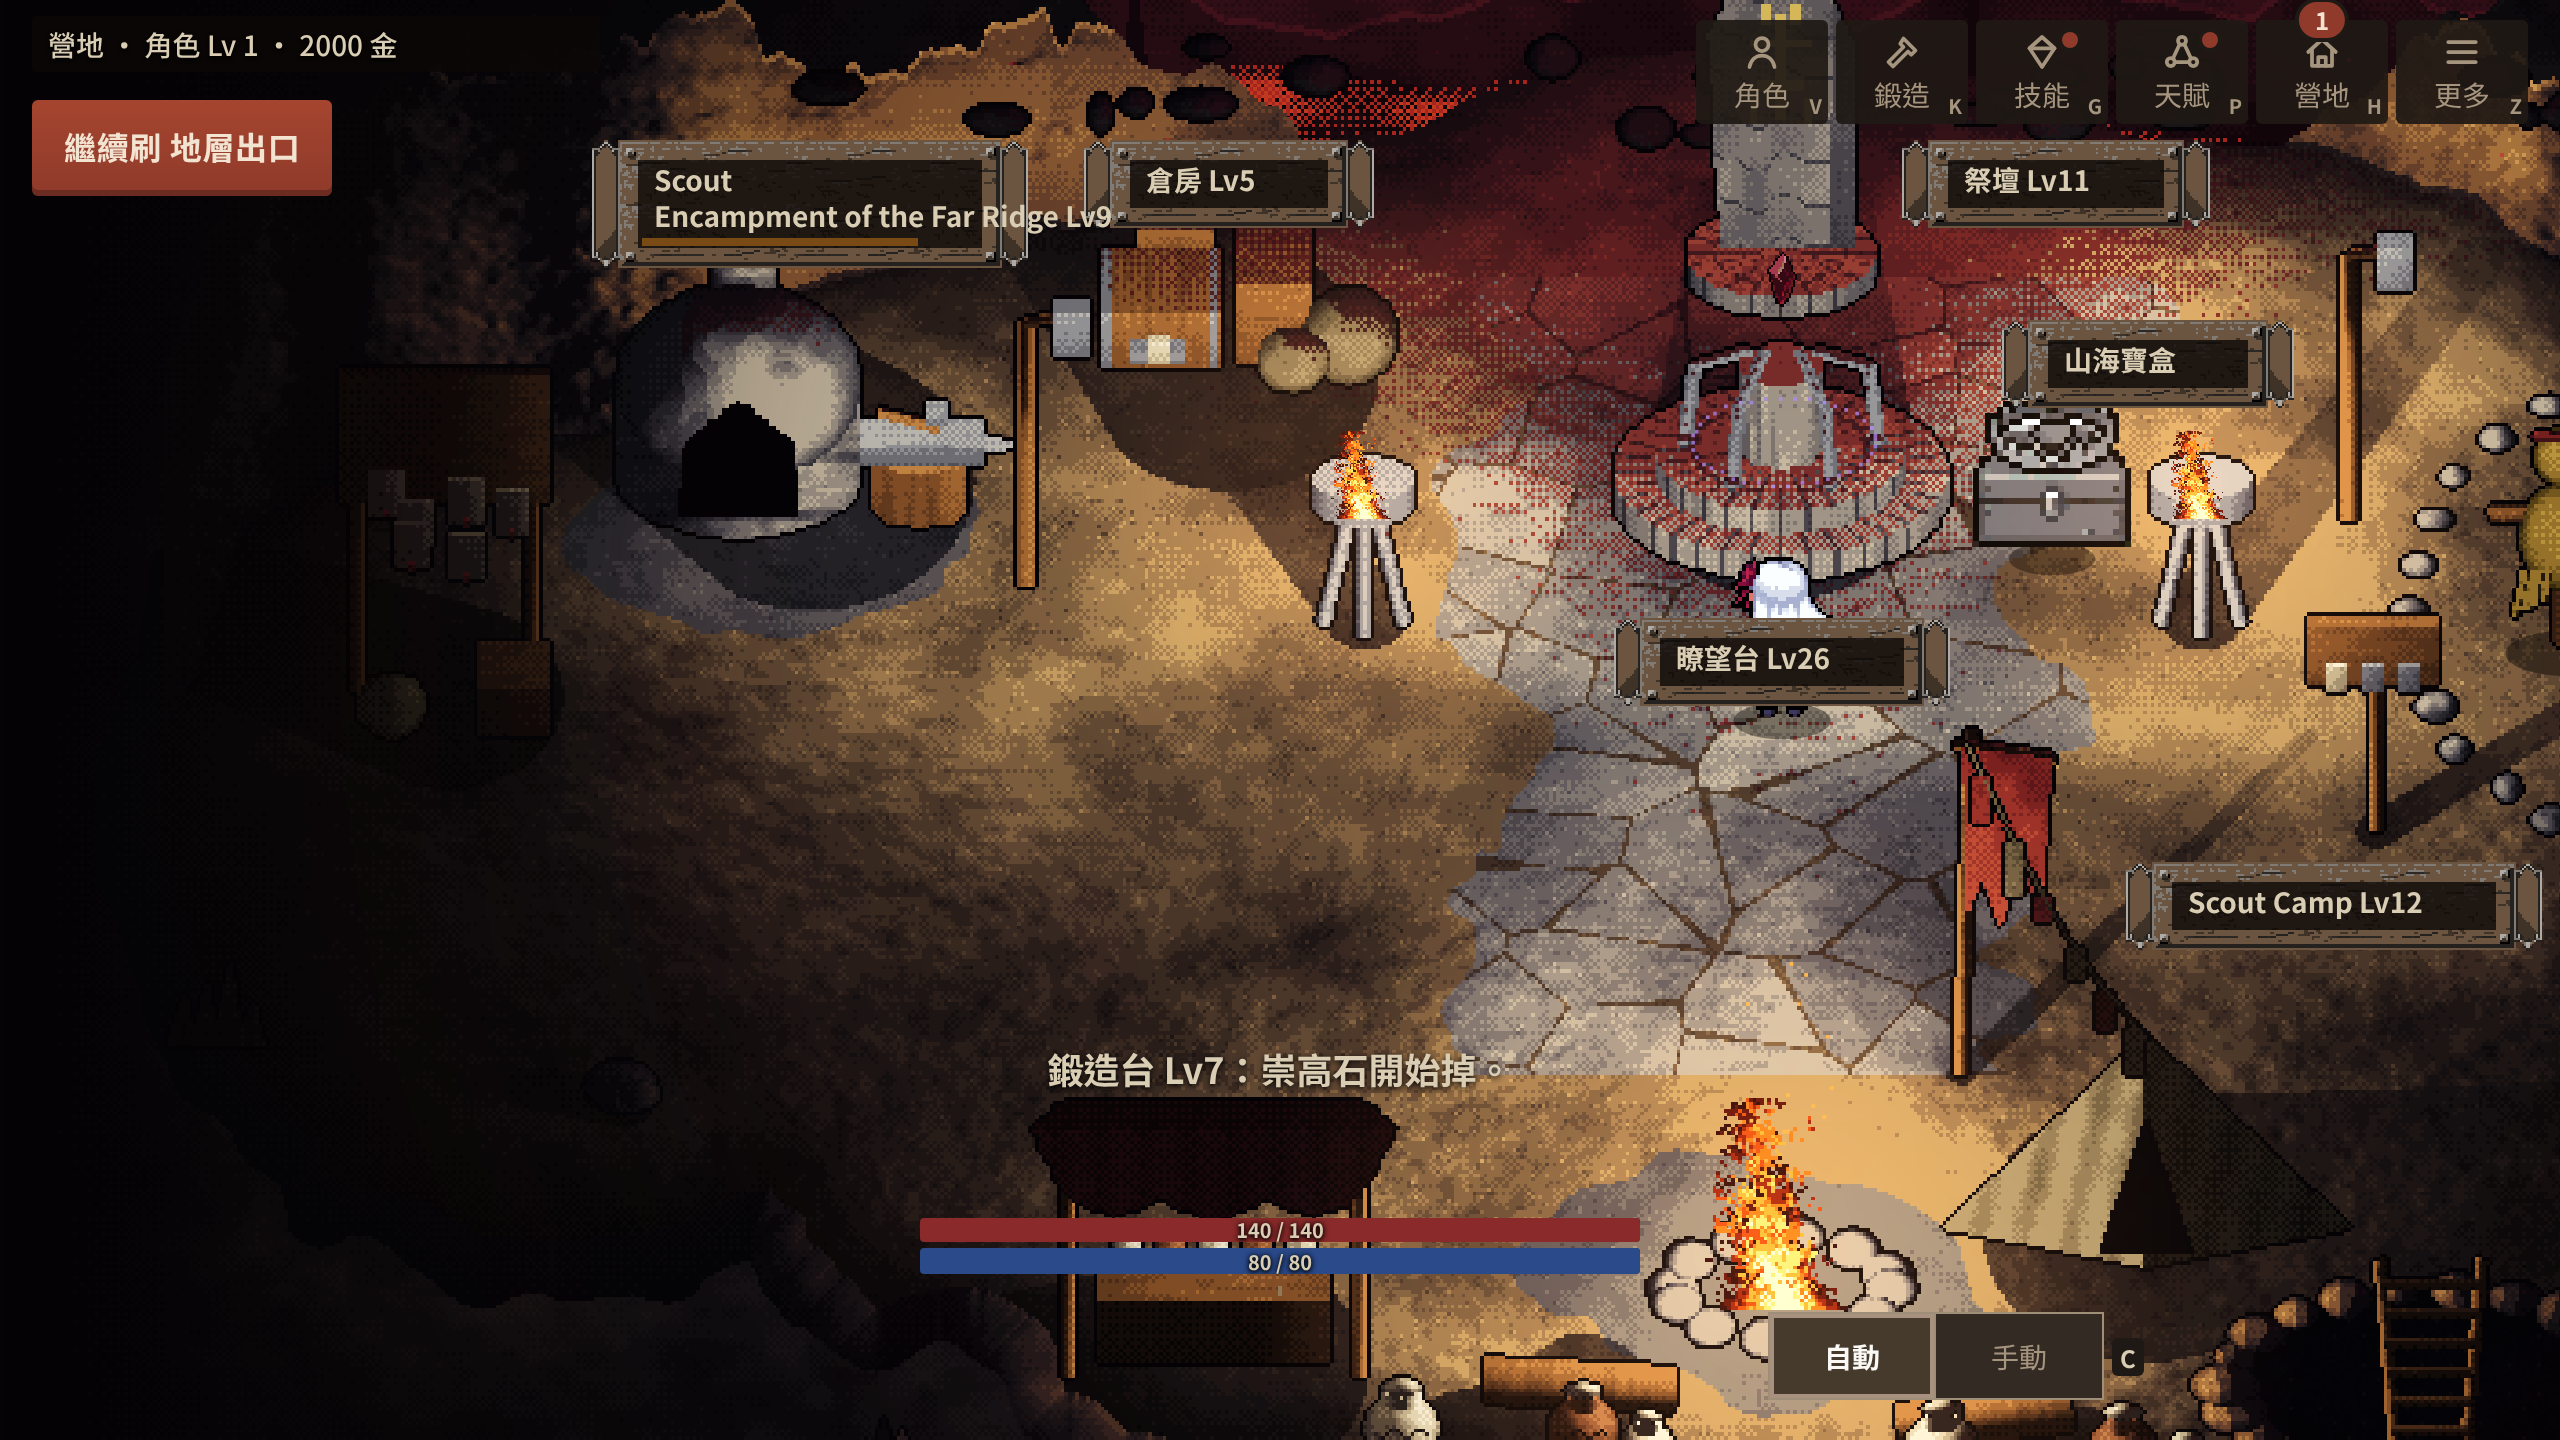 營地 · 角色 Lv 1 · 2000 金
繼續刷 地層出口
1
角色 V
鍛造 K
技能 G
天賦 P
營地 H
更多 Z
Scout
Encampment of the Far Ridge Lv9
倉房 Lv5
祭壇 Lv11
山海寶盒
瞭望台 Lv26
Scout Camp Lv12
鍛造台 Lv7：崇高石開始掉。
140 / 140
80 / 80
自動
手動
C